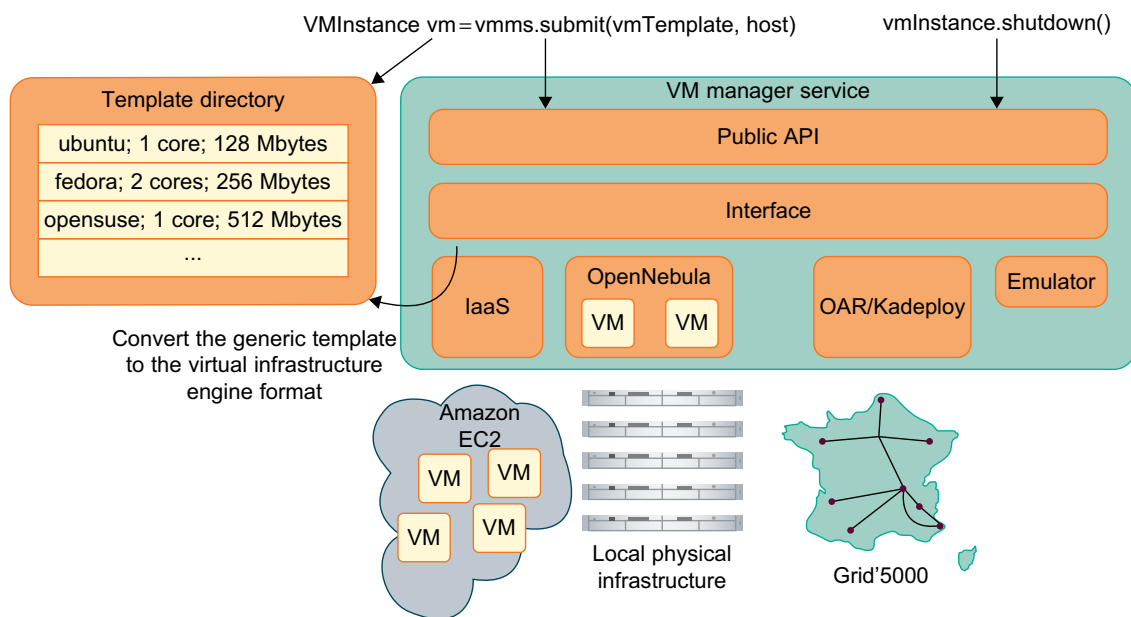 VMInstance vm=vmms.submit(vmTemplate, host)
vmInstance.shutdown()
Template directory
ubuntu; 1 core; 128 Mbytes
fedora; 2 cores; 256 Mbytes
opensuse; 1 core; 512 Mbytes
...
VM manager service
Public API
Interface
IaaS
OpenNebula
VM
VM
OAR/Kadeploy
Emulator
Convert the generic template
to the virtual infrastructure
engine format
Amazon
EC2
VM
VM
VM
VM
Local physical
infrastructure
Grid’5000